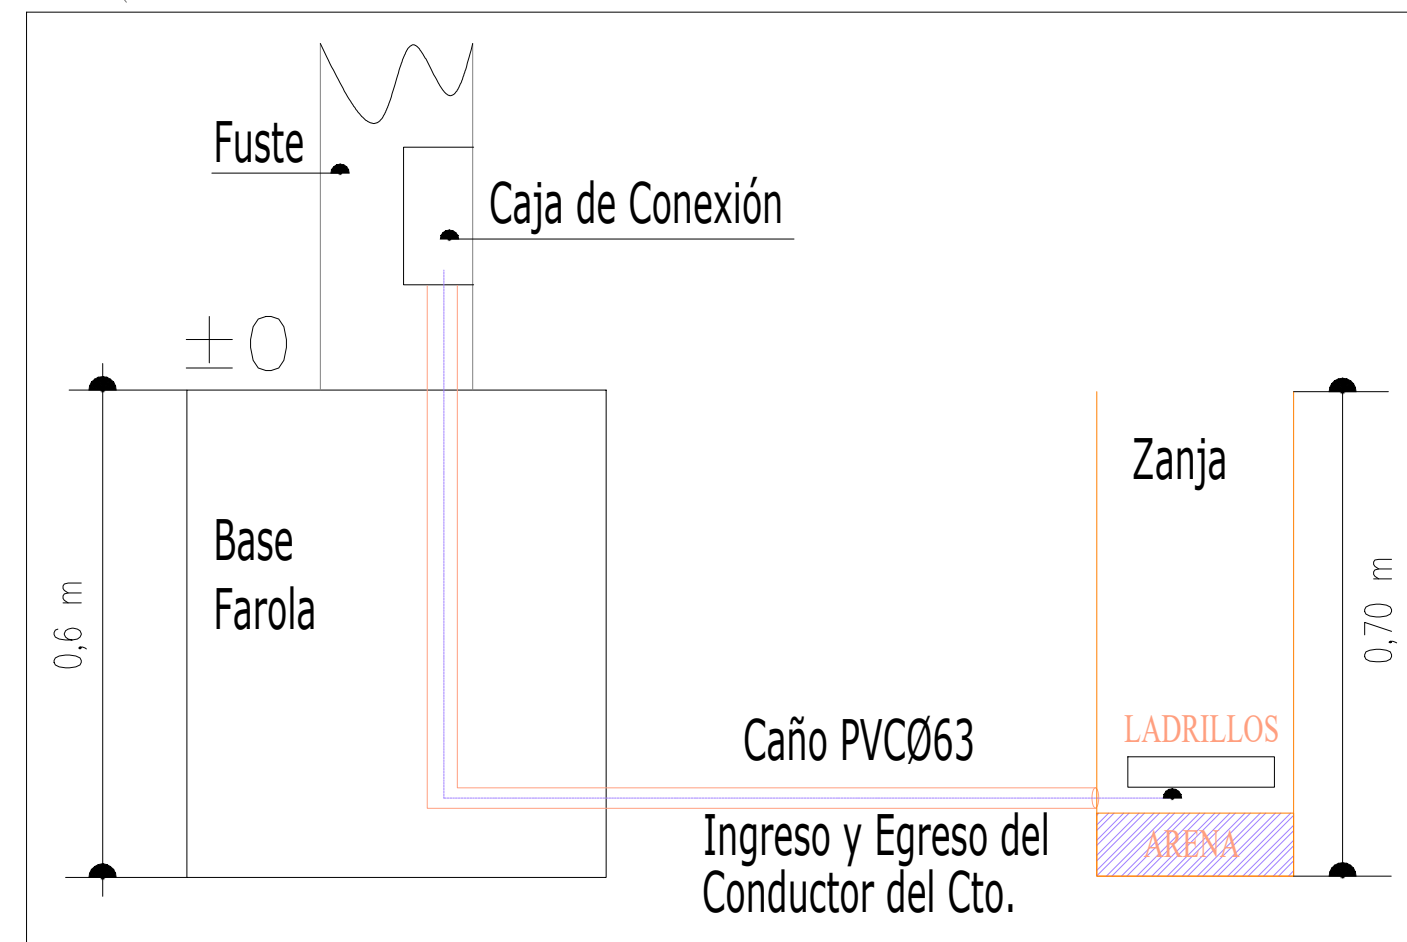 Fuste
Caja de Conexión
±0
Base
Farola
0,6 m
Zanja
0,70 m
LADRILLOS
Caño PVCØ63
ARENA
Ingreso y Egreso del
Conductor del Cto.